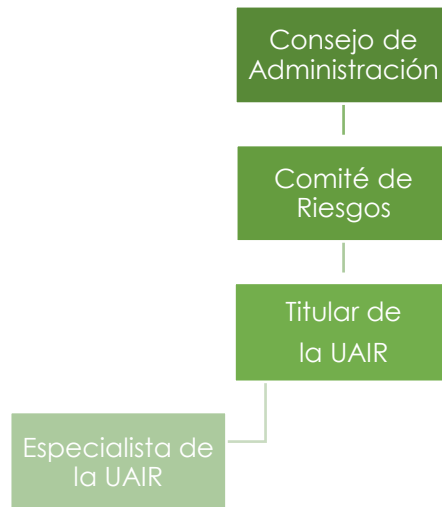 Consejo de
Administración
Comité de
Riesgos
Titular de
la UAIR
Especialista de
la UAIR